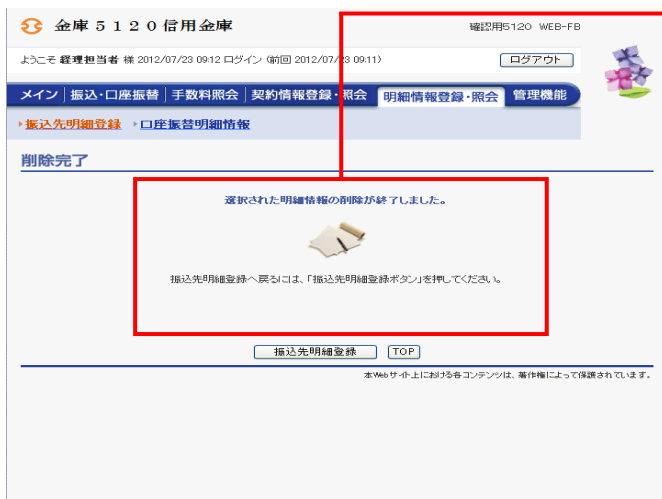 金庫５１２０信用金庫
確認用5120 WEB-FB
ようこそ 経理担当者 様 2012/07/23 09:12 ログイン (前回 2012/07/23 09:11)
ログアウト
メイン 振込・口座振替 手数料照会 契約情報登録・照会 明細情報登録・照会 管理機能
振込先明細登録 口座振替明細情報
削除完了
選択された明細情報の削除が終了しました。
振込先明細登録へ戻るには、「振込先明細登録ボタン」を押してください。
振込先明細登録 TOP
本Webサイト上における各コンテンツは、著作権によって保護されています。